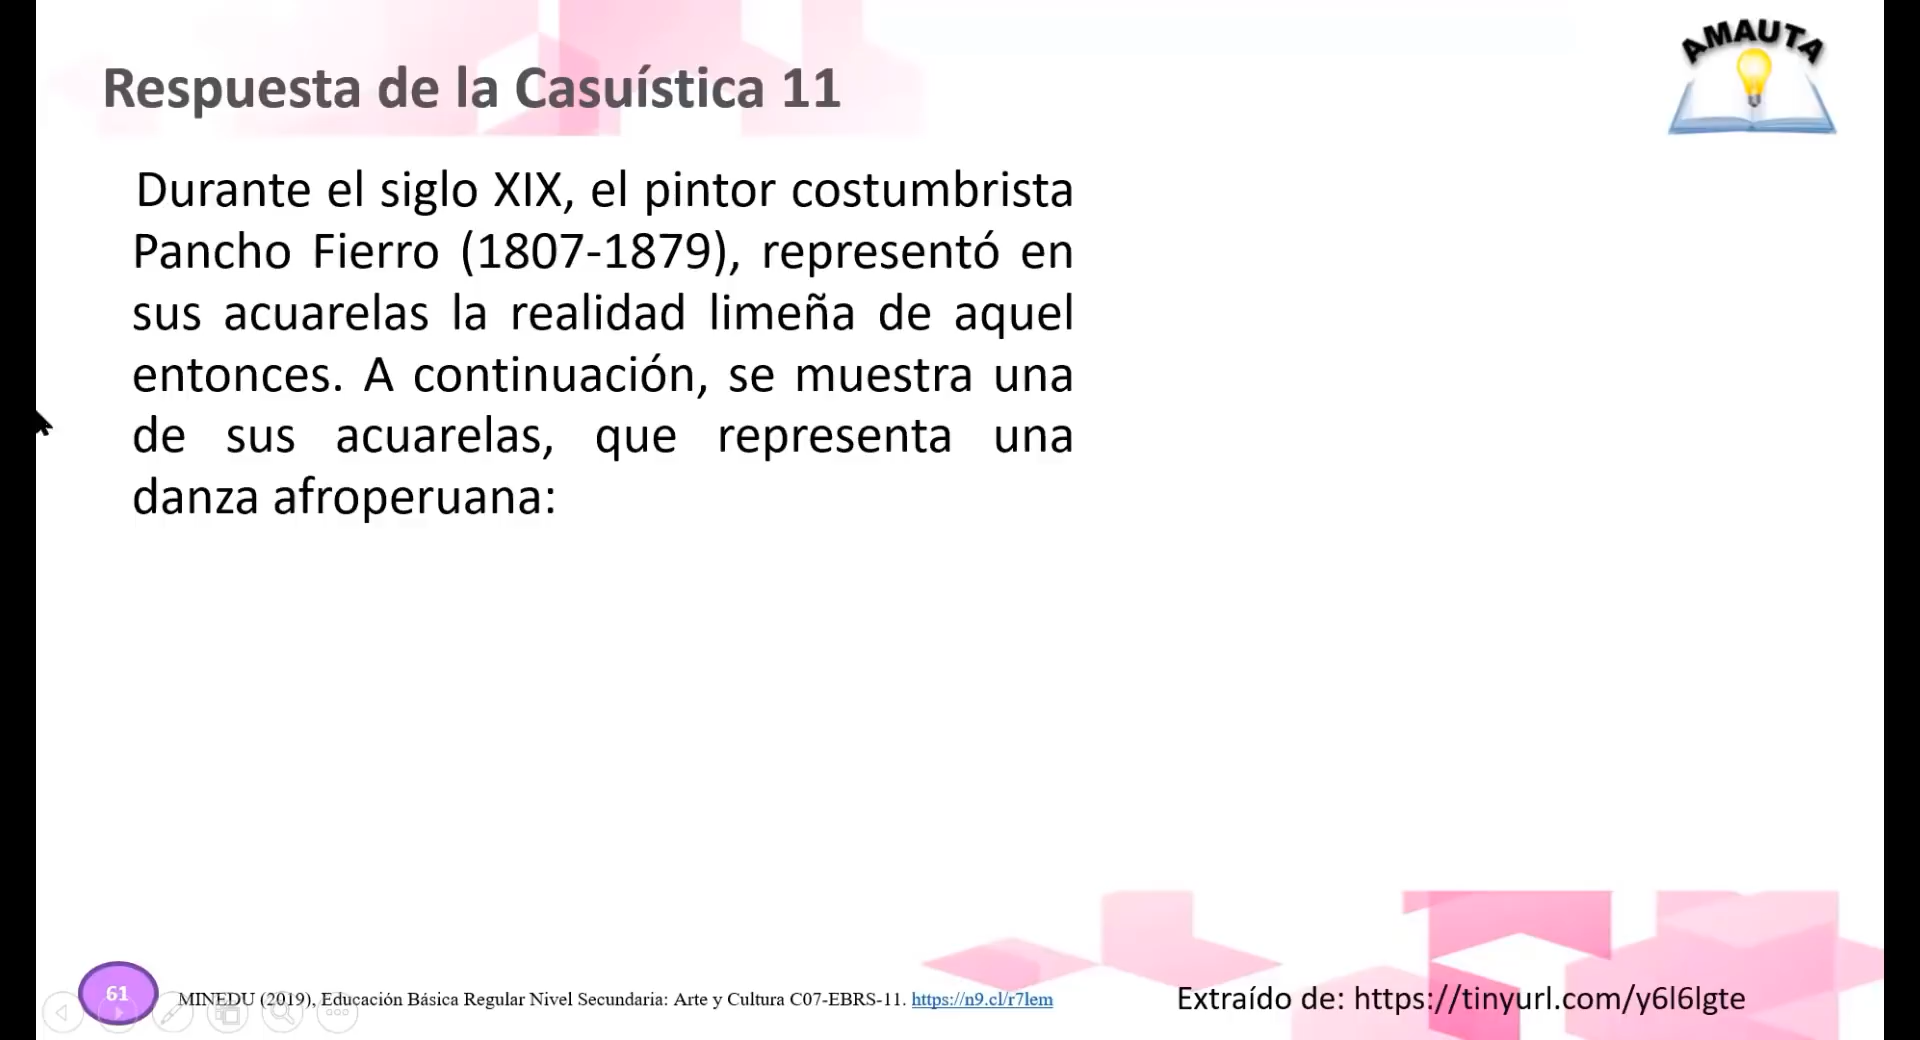 AMAUTA
Respuesta de la Casuística 11
Durante el siglo XIX, el pintor costumbrista
Pancho Fierro (1807-1879), representó en
sus acuarelas la realidad limeña de aquel
entonces. A continuación, se muestra una
de sus acuarelas, que representa una
danza afroperuana:
61
MINEDU (2019), Educación Básica Regular Nivel Secundaria: Arte y Cultura C07-EBRS-11. https://n9.cl/r7lem
Extraído de: https://tinyurl.com/y6l6lgte